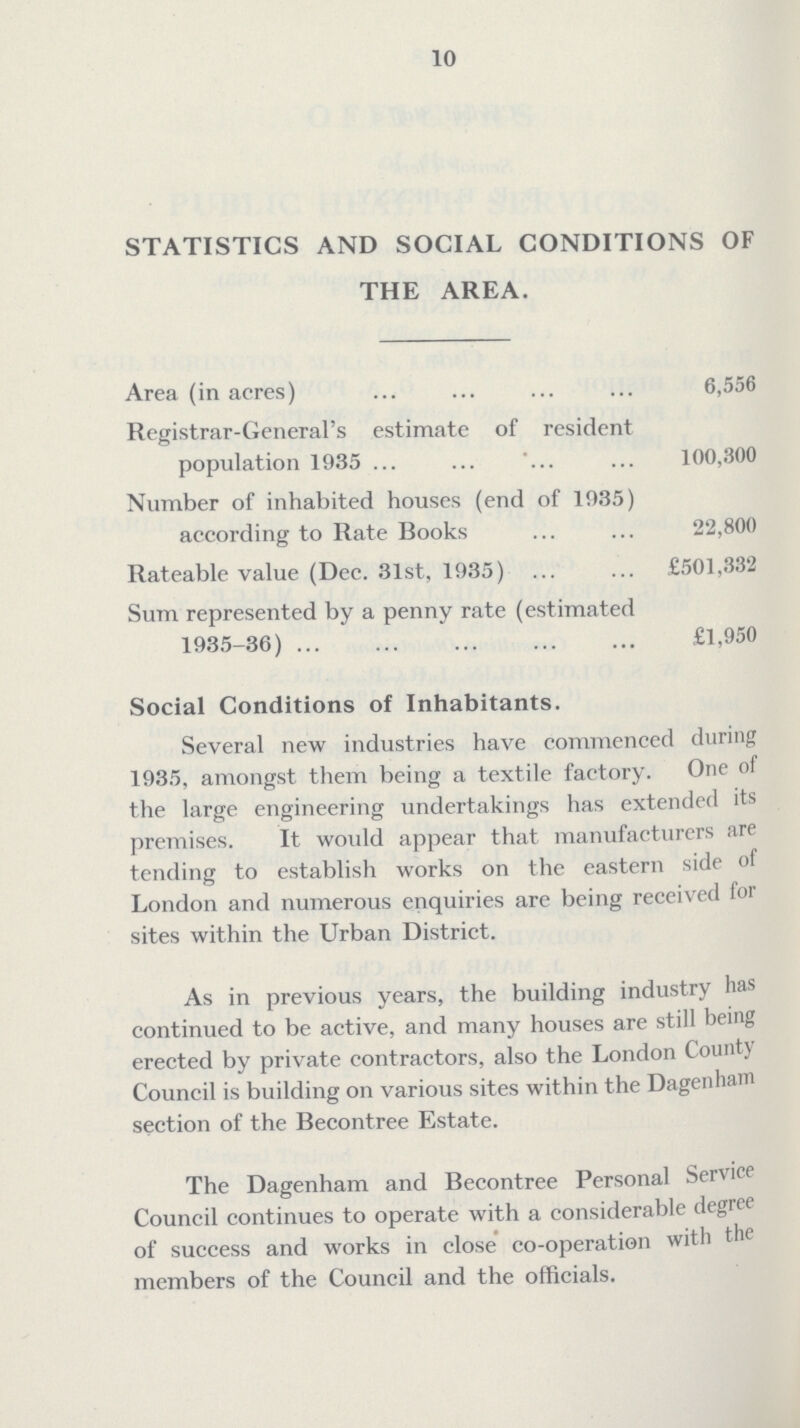 10
STATISTICS AND SOCIAL CONDITIONS OF
THE AREA.
Area (in acres) ... ... ... ... 6,556
Registrar-General's estimate of resident
population 1935 ... ... ... ... 100,300
Number of inhabited houses (end of 1935)
according to Rate Books ... ... 22,800
Rateable value (Dec. 31st, 1935) ... ... £501,332
Sum represented by a penny rate (estimated
1935-36) ... ... ... ... ... £1,950
Social Conditions of Inhabitants.
Several new industries have commenced during
1935, amongst them being a textile factory. One of
the large engineering undertakings has extended its
premises. It would appear that manufacturers are
tending to establish works on the eastern side of
London and numerous enquiries are being received for
sites within the Urban District.
As in previous years, the building industry has
continued to be active, and many houses are still being
erected by private contractors, also the London County
Council is building on various sites within the Dagenham
section of the Becontree Estate.
The Dagenham and Becontree Personal Service
Council continues to operate with a considerable degree
of success and works in close co-operation with the
members of the Council and the officials.